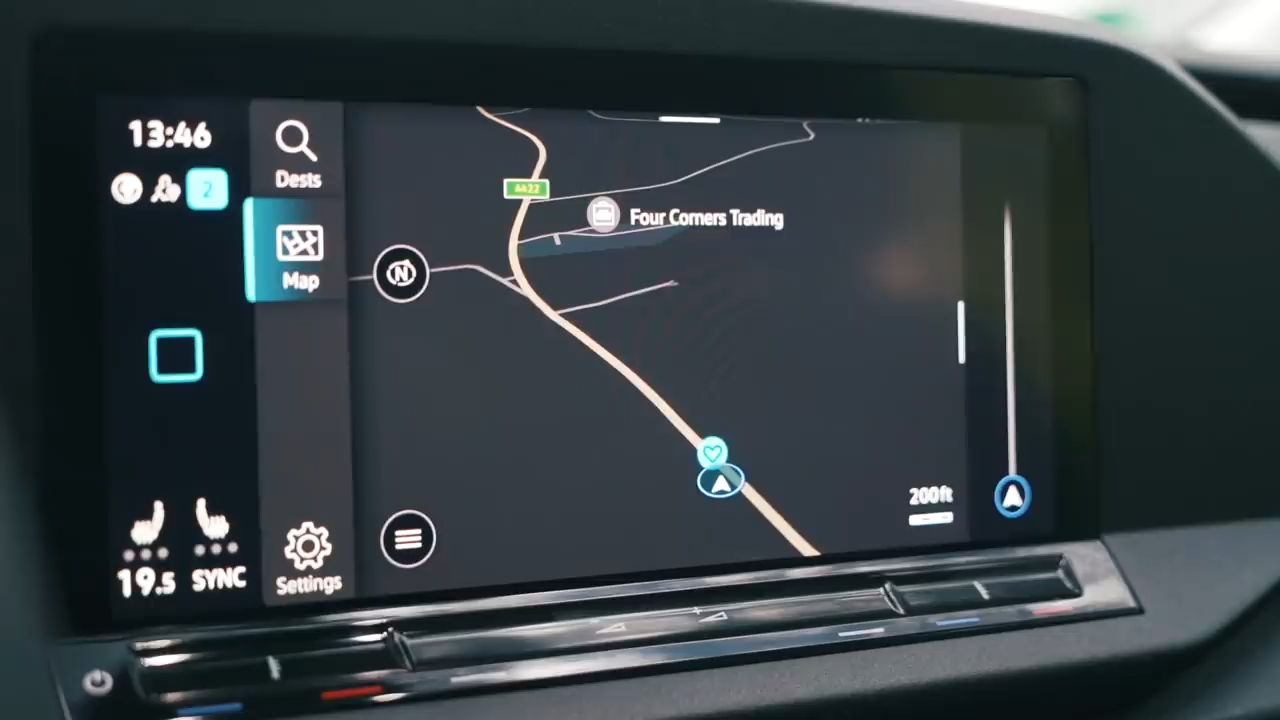 13:46
2
Dests
Map
A422
Four Corners Trading
N
200ft
19.5
SYNC
Settings